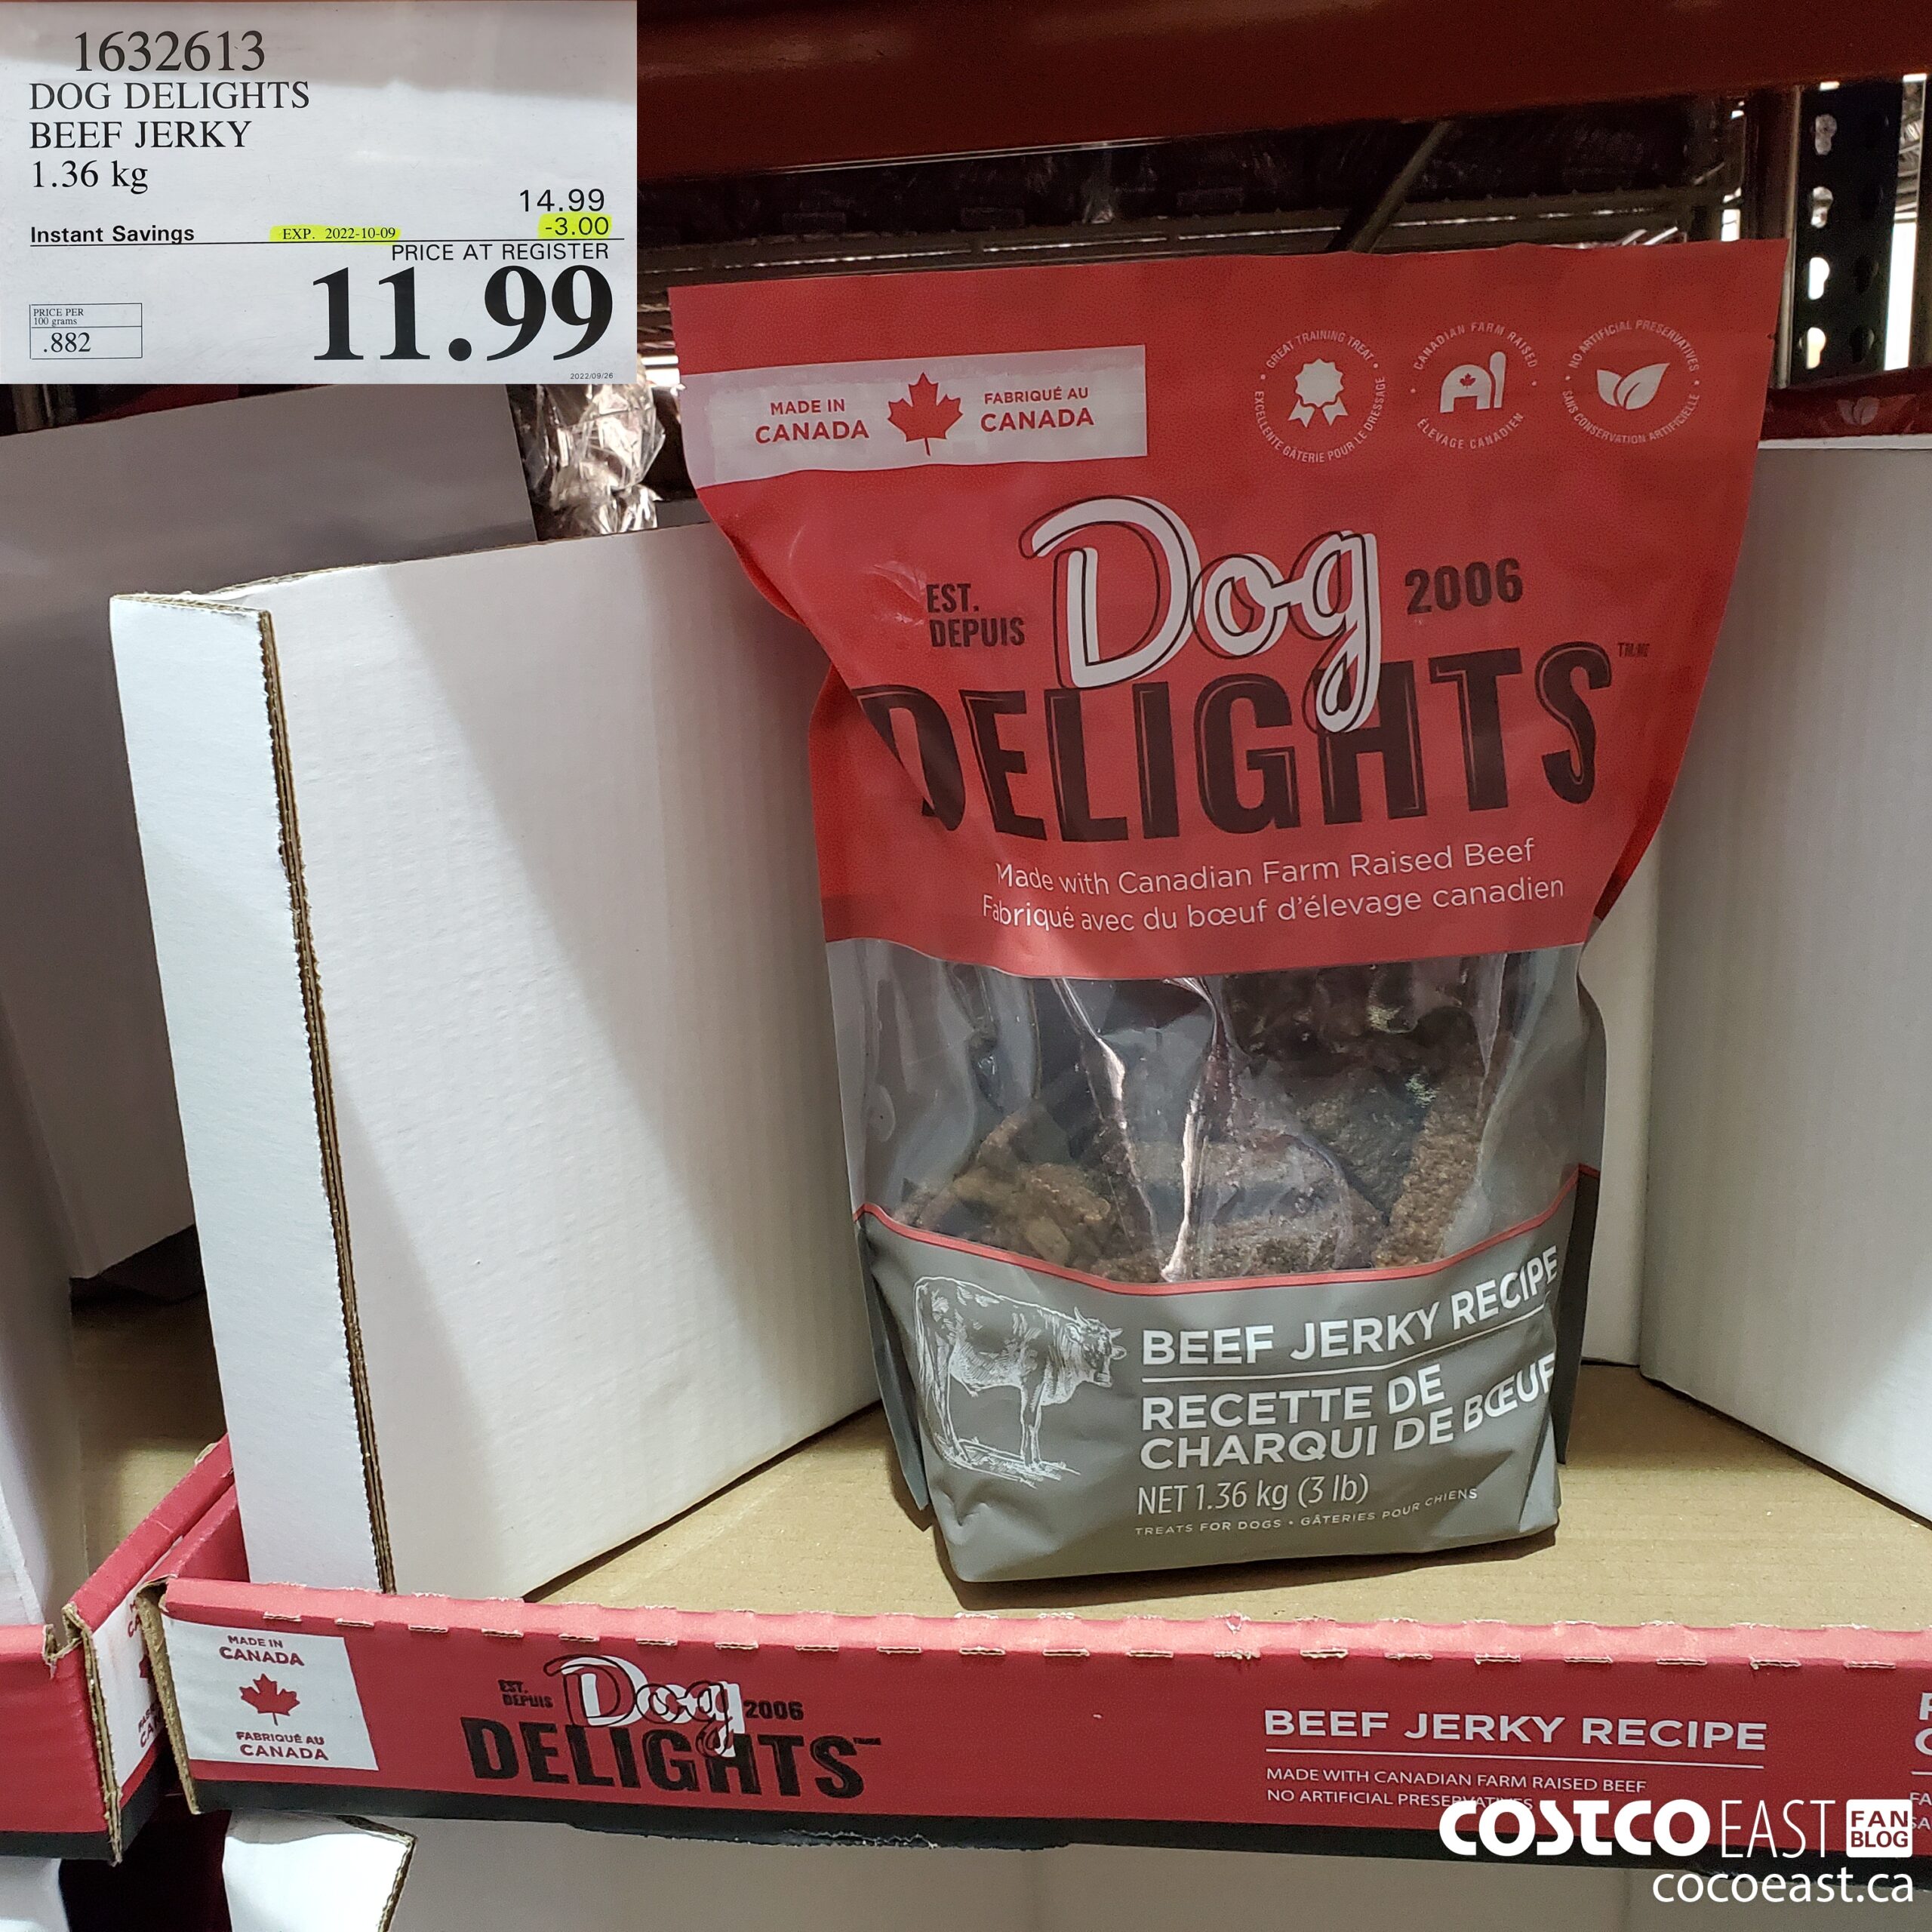 1632613
DOG DELIGHTS
BEEF JERKY
1.36 kg
14.99
Instant Savings EXP. 2022-10-09 -3.00
PRICE AT REGISTER
11.99
PRICE PER
100 grams
.882
2022/09/26
MADE IN
CANADA
FABRIQUÉ AU
CANADA
GREAT TRAINING TREAT
EXCELLENTE GÂTERIE POUR LE DRESSAGE
CANADIAN FARM RAISED
ÉLEVAGE CANADIEN
NO ARTIFICIAL PRESERVATIVES
SANS CONSERVATION ARTIFICIELLE
EST.
DEPUIS
Dog
2006
DELIGHTS
Made with Canadian Farm Raised Beef
Fabriqué avec du bœuf d'élevage canadien
BEEF JERKY RECIPE
RECETTE DE
CHARQUI DE BŒUF
NET 1.36 kg (3 lb)
TREATS FOR DOGS • GÂTERIES POUR CHIENS
MADE IN
CANADA
FABRIQUÉ AU
CANADA
EST.
DEPUIS
Dog
2006
DELIGHTS
BEEF JERKY RECIPE
MADE WITH CANADIAN FARM RAISED BEEF
NO ARTIFICIAL PRESERVATIVES
COSTCO EAST FAN BLOG
cocoeast.ca